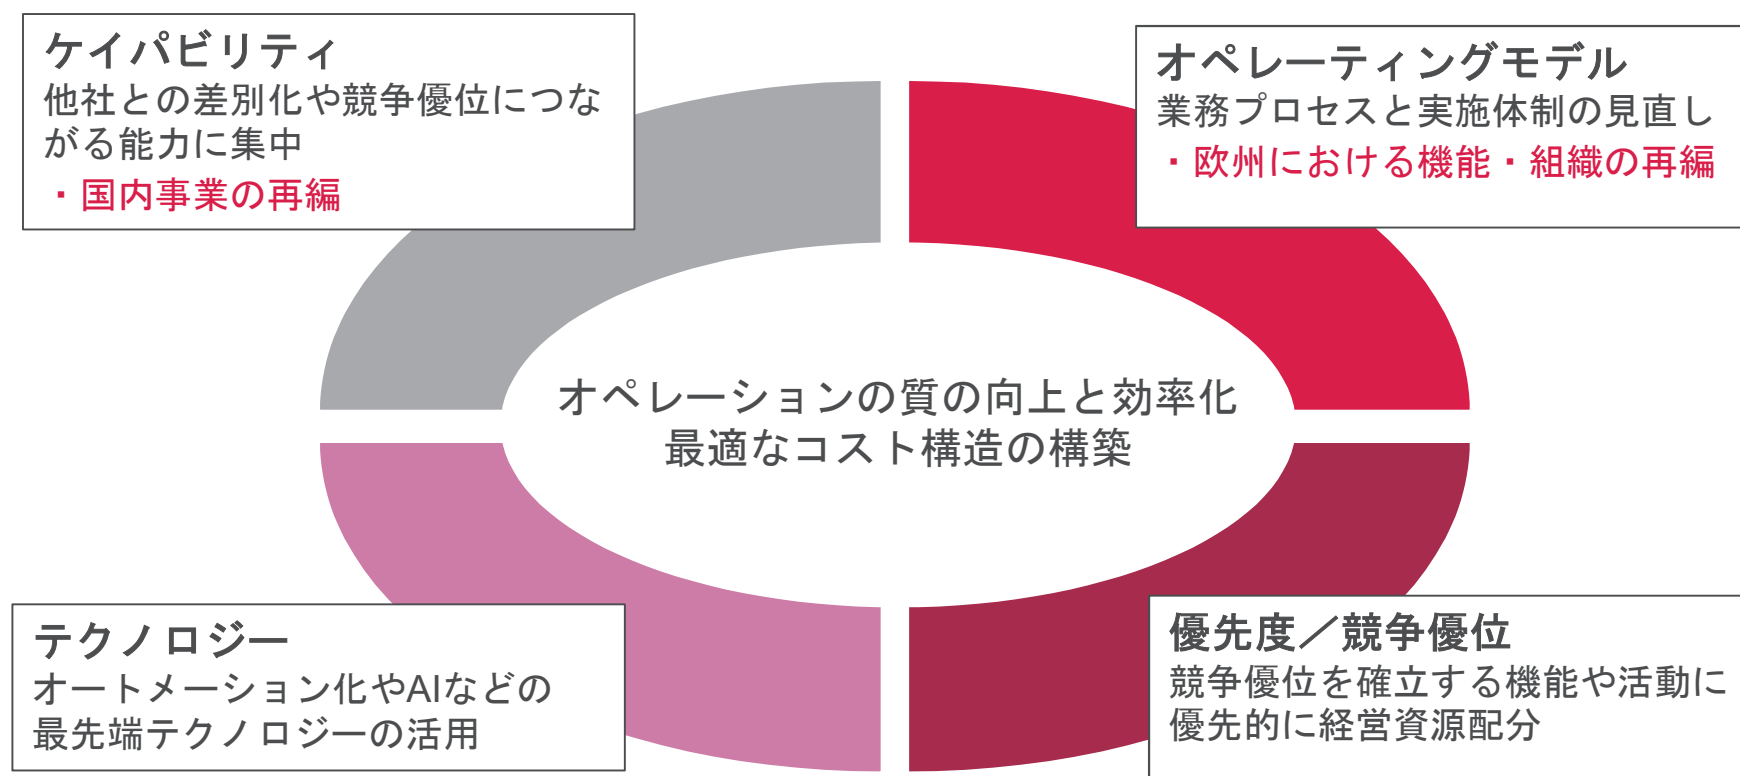 ケイパビリティ
他社との差別化や競争優位につな
がる能力に集中
・国内事業の再編
オペレーティングモデル
業務プロセスと実施体制の見直し
・欧州における機能・組織の再編
オペレーションの質の向上と効率化
最適なコスト構造の構築
テクノロジー
オートメーション化やAIなどの
最先端テクノロジーの活用
優先度／競争優位
競争優位を確立する機能や活動に
優先的に経営資源配分